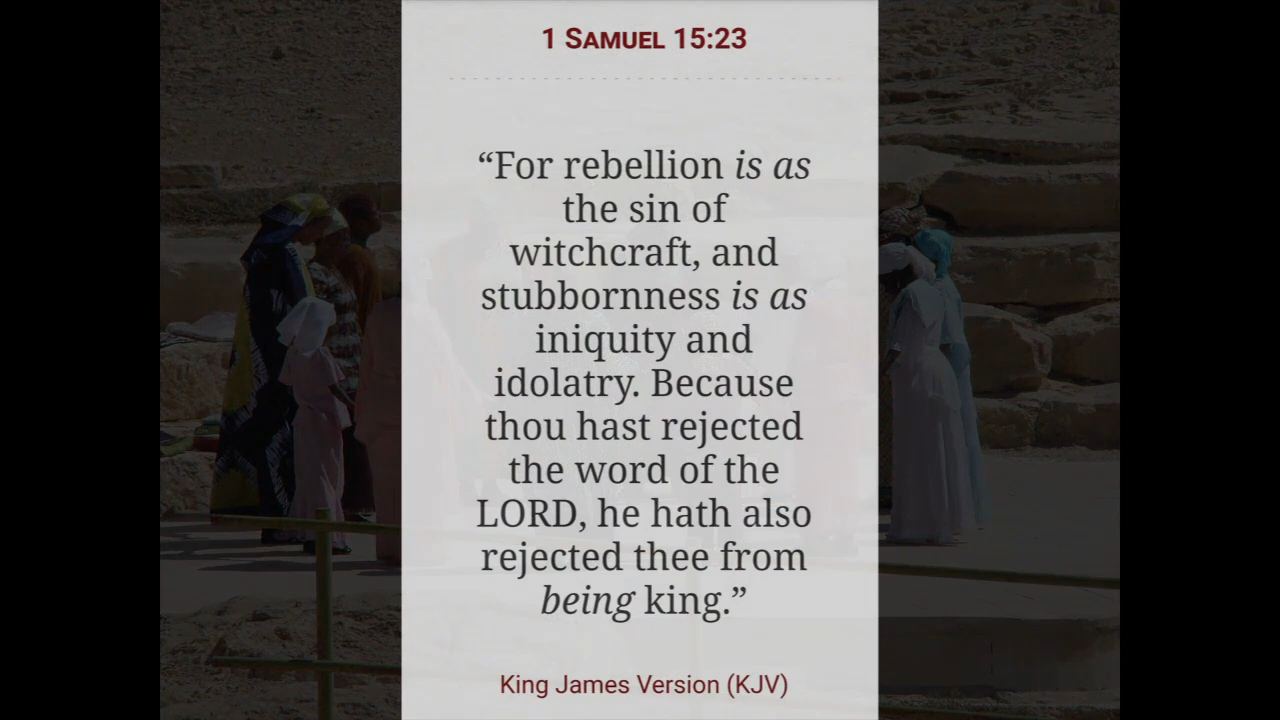 1 Samuel 15:23
“For rebellion is as
the sin of
witchcraft, and
stubbornness is as
iniquity and
idolatry. Because
thou hast rejected
the word of the
LORD, he hath also
rejected thee from
being king.”
King James Version (KJV)